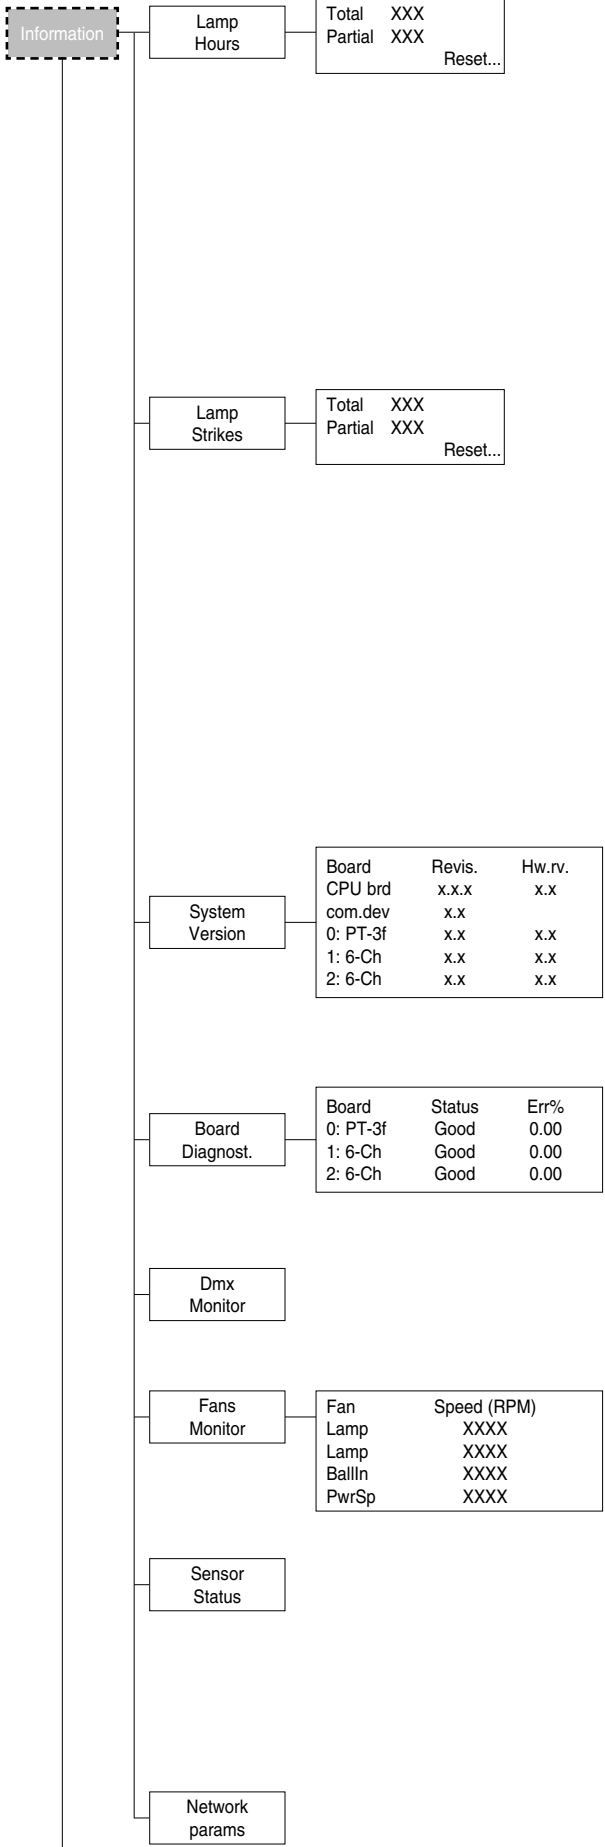 Information
Lamp
Hours
Total XXX
Partial XXX
Reset...
Lamp
Strikes
Total XXX
Partial XXX
Reset...
System
Version
Board Revis. Hw.rv.
CPU brd x.x.x x.x
com.dev x.x
0: PT-3f x.x x.x
1: 6-Ch x.x x.x
2: 6-Ch x.x x.x
Board
Diagnost.
Board Status Err%
0: PT-3f Good 0.00
1: 6-Ch Good 0.00
2: 6-Ch Good 0.00
Dmx
Monitor
Fans
Monitor
Fan Speed (RPM)
Lamp XXXX
Lamp XXXX
BallIn XXXX
PwrSp XXXX
Sensor
Status
Network
params